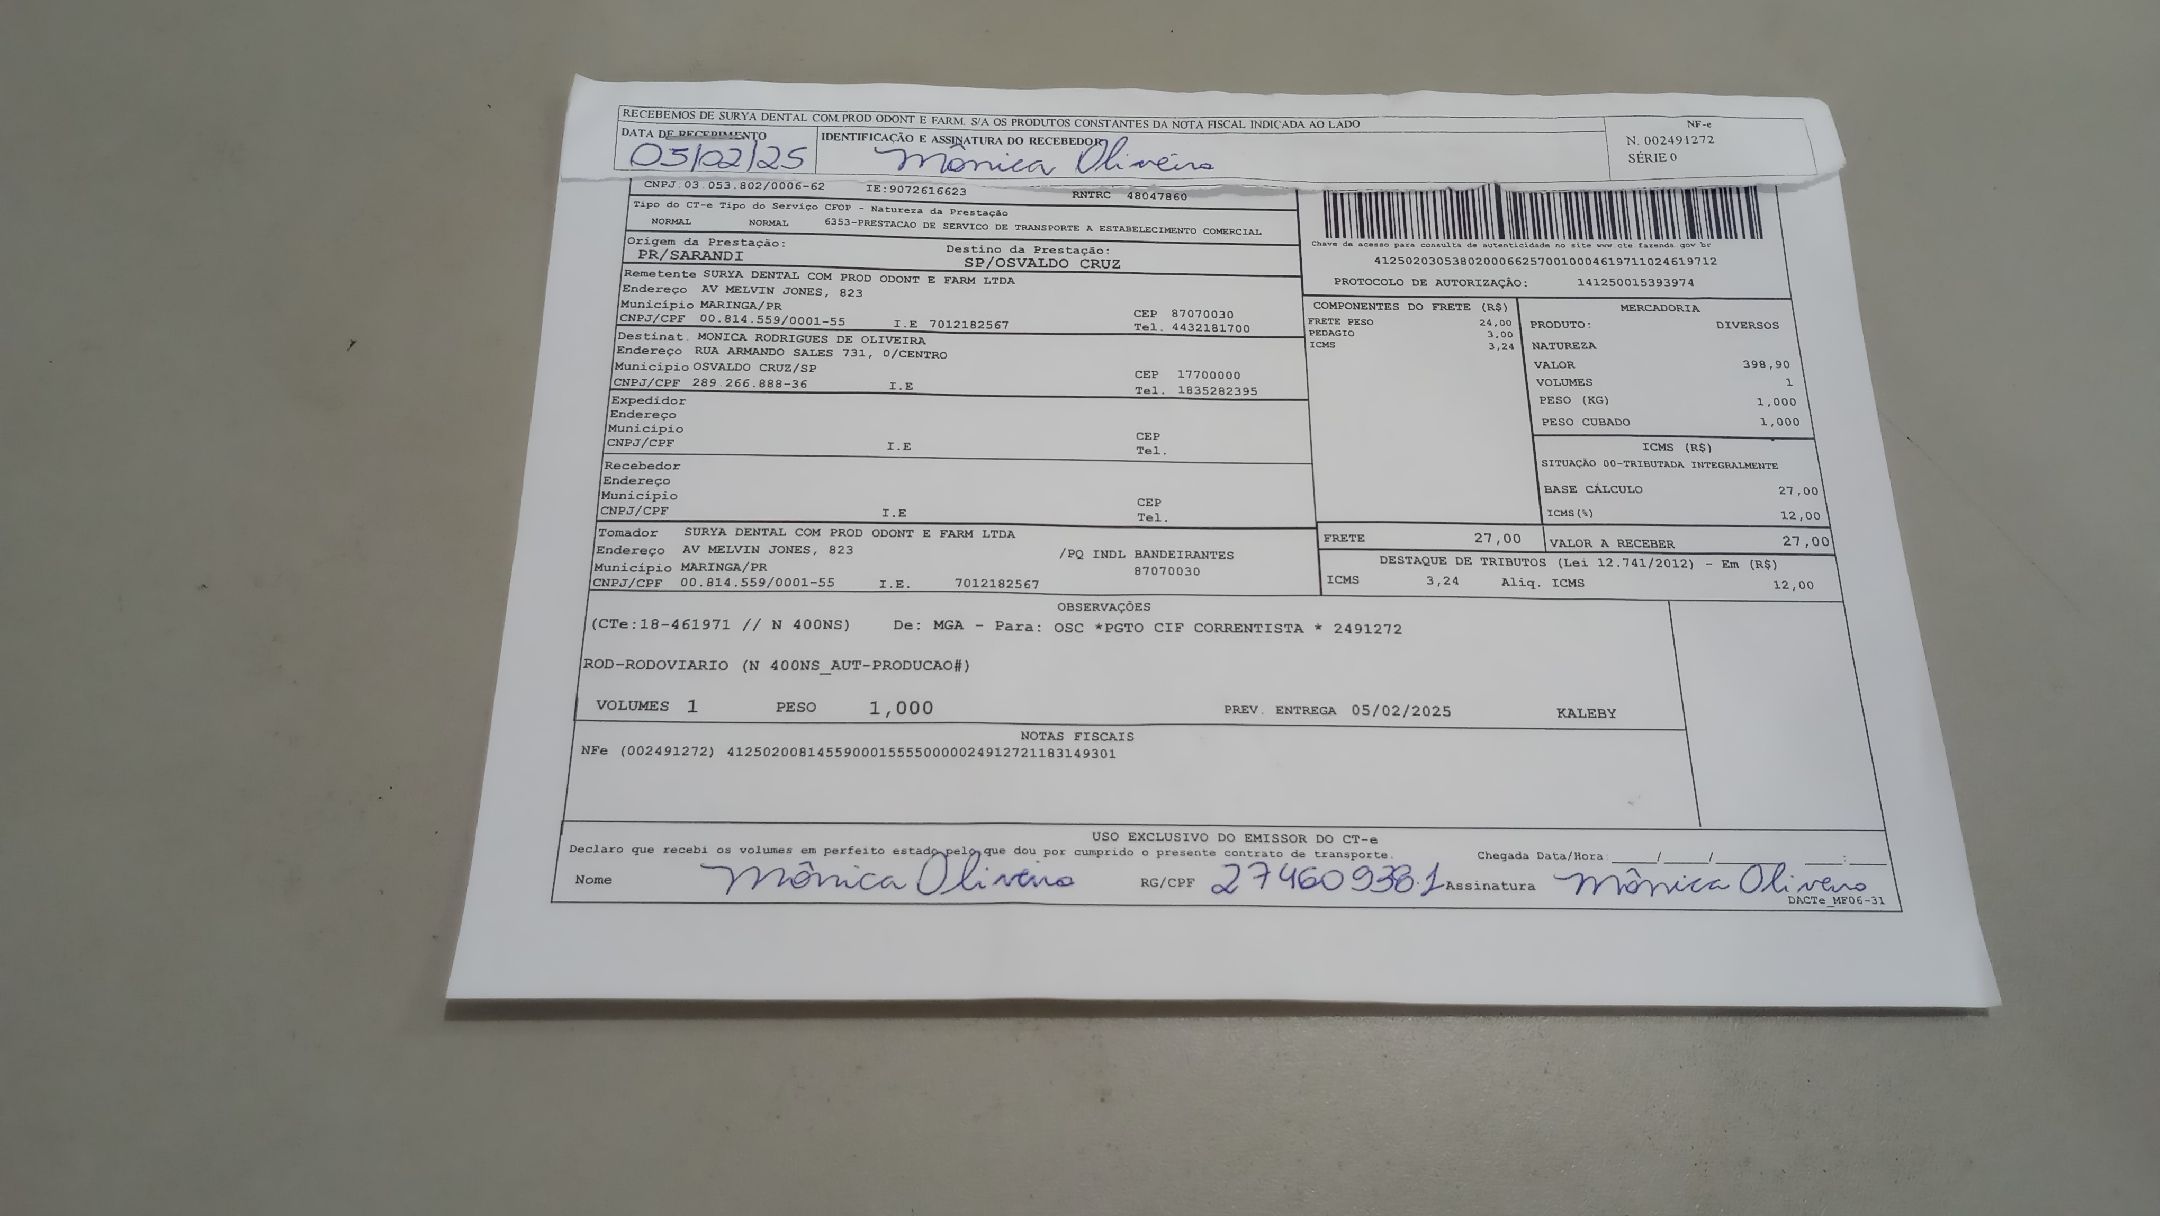 RECEBEMOS DE SURYA DENTAL COM.PROD ODONT E FARM. S/A OS PRODUTOS CONSTANTES DA NOTA FISCAL INDICADA AO LADO
NF-e
N. 002491272
SÉRIE 0
DATA DE RECEBIMENTO
IDENTIFICAÇÃO E ASSINATURA DO RECEBEDOR
05/02/25
Mônica Oliveira
CNPJ:03.053.802/0006-62 IE:9072616623 RNTRC 48047860
Tipo do CT-e Tipo do Serviço CFOP - Natureza da Prestação
NORMAL NORMAL 6353-PRESTACAO DE SERVICO DE TRANSPORTE A ESTABELECIMENTO COMERCIAL
Origem da Prestação: Destino da Prestação:
PR/SARANDI SP/OSVALDO CRUZ
Chave de acesso para consulta de autenticidade no site www.cte.fazenda.gov.br
41250203053802000662570010004619711024619712
PROTOCOLO DE AUTORIZAÇÃO: 141250015393974
Remetente SURYA DENTAL COM PROD ODONT E FARM LTDA
Endereço AV MELVIN JONES, 823
Município MARINGA/PR CEP 87070030
CNPJ/CPF 00.814.559/0001-55 I.E 7012182567 Tel. 4432181700
Destinat. MONICA RODRIGUES DE OLIVEIRA
Endereço RUA ARMANDO SALES 731, 0/CENTRO
Município OSVALDO CRUZ/SP CEP 17700000
CNPJ/CPF 289.266.888-36 I.E Tel. 1835282395
Expedidor
Endereço
Município CEP
CNPJ/CPF I.E Tel.
Recebedor
Endereço
Município CEP
CNPJ/CPF I.E Tel.
Tomador SURYA DENTAL COM PROD ODONT E FARM LTDA
Endereço AV MELVIN JONES, 823 /PQ INDL BANDEIRANTES
Município MARINGA/PR 87070030
CNPJ/CPF 00.814.559/0001-55 I.E. 7012182567
COMPONENTES DO FRETE (R$)
FRETE PESO 24,00
PEDAGIO 3,00
ICMS 3,24
MERCADORIA
PRODUTO: DIVERSOS
NATUREZA
VALOR 398,90
VOLUMES 1
PESO (KG) 1,000
PESO CUBADO 1,000
ICMS (R$)
SITUAÇÃO 00-TRIBUTADA INTEGRALMENTE
BASE CÁLCULO 27,00
ICMS(%) 12,00
FRETE 27,00 VALOR A RECEBER 27,00
DESTAQUE DE TRIBUTOS (Lei 12.741/2012) - Em (R$)
ICMS 3,24 Aliq. ICMS 12,00
OBSERVAÇÕES
(CTe:18-461971 // N 400NS) De: MGA - Para: OSC *PGTO CIF CORRENTISTA * 2491272
ROD-RODOVIARIO (N 400NS_AUT-PRODUCAO#)
VOLUMES 1 PESO 1,000 PREV. ENTREGA 05/02/2025 KALEBY
NOTAS FISCAIS
NFe (002491272) 41250200814559000155550000024912721183149301
USO EXCLUSIVO DO EMISSOR DO CT-e
Declaro que recebi os volumes em perfeito estado pelo que dou por cumprido o presente contrato de transporte. Chegada Data/Hora ____/____/______ ___:___
Nome Mônica Oliveira RG/CPF 27460938.1 Assinatura Mônica Oliveira
DACTe_MF06-31